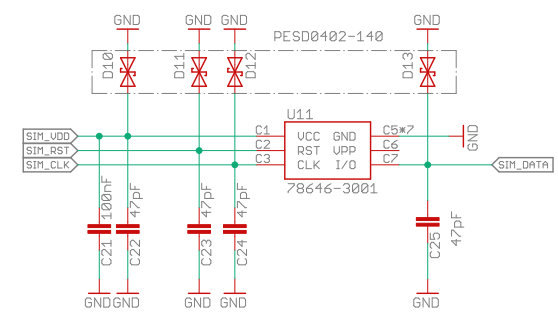 GND GND GND GND
PESD0402-140
D10 D11 D12 D13
U11
SIM_VDD C1 VCC GND C5*7 GND
SIM_RST C2 RST VPP C6
SIM_CLK C3 CLK I/O C7 SIM_DATA
78646-3001
100nF 47pF 47pF 47pF 47pF
C21 C22 C23 C24 C25
GND GND GND GND GND